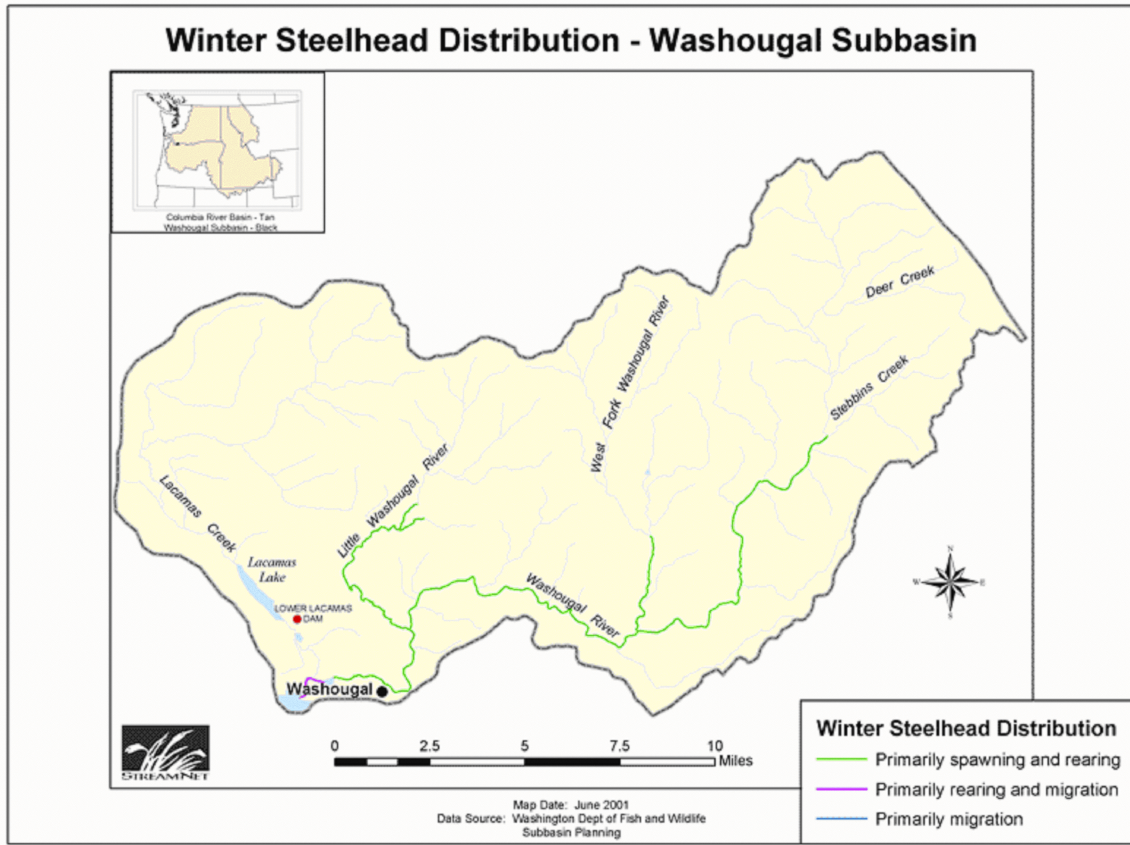 Winter Steelhead Distribution - Washougal Subbasin
Columbia River Basin - Tan
Washougal Subbasin - Black
Deer Creek
West Fork Washougal River
Stebbins Creek
Little Washougal River
Lacamas Creek
Lacamas
Lake
LOWER LACAMAS
DAM
Washougal River
N
W
E
S
Washougal
STREAMNET
0 2.5 5 7.5 10
Miles
Map Date: June 2001
Data Source: Washington Dept of Fish and Wildlife
Subbasin Planning
Winter Steelhead Distribution
Primarily spawning and rearing
Primarily rearing and migration
Primarily migration